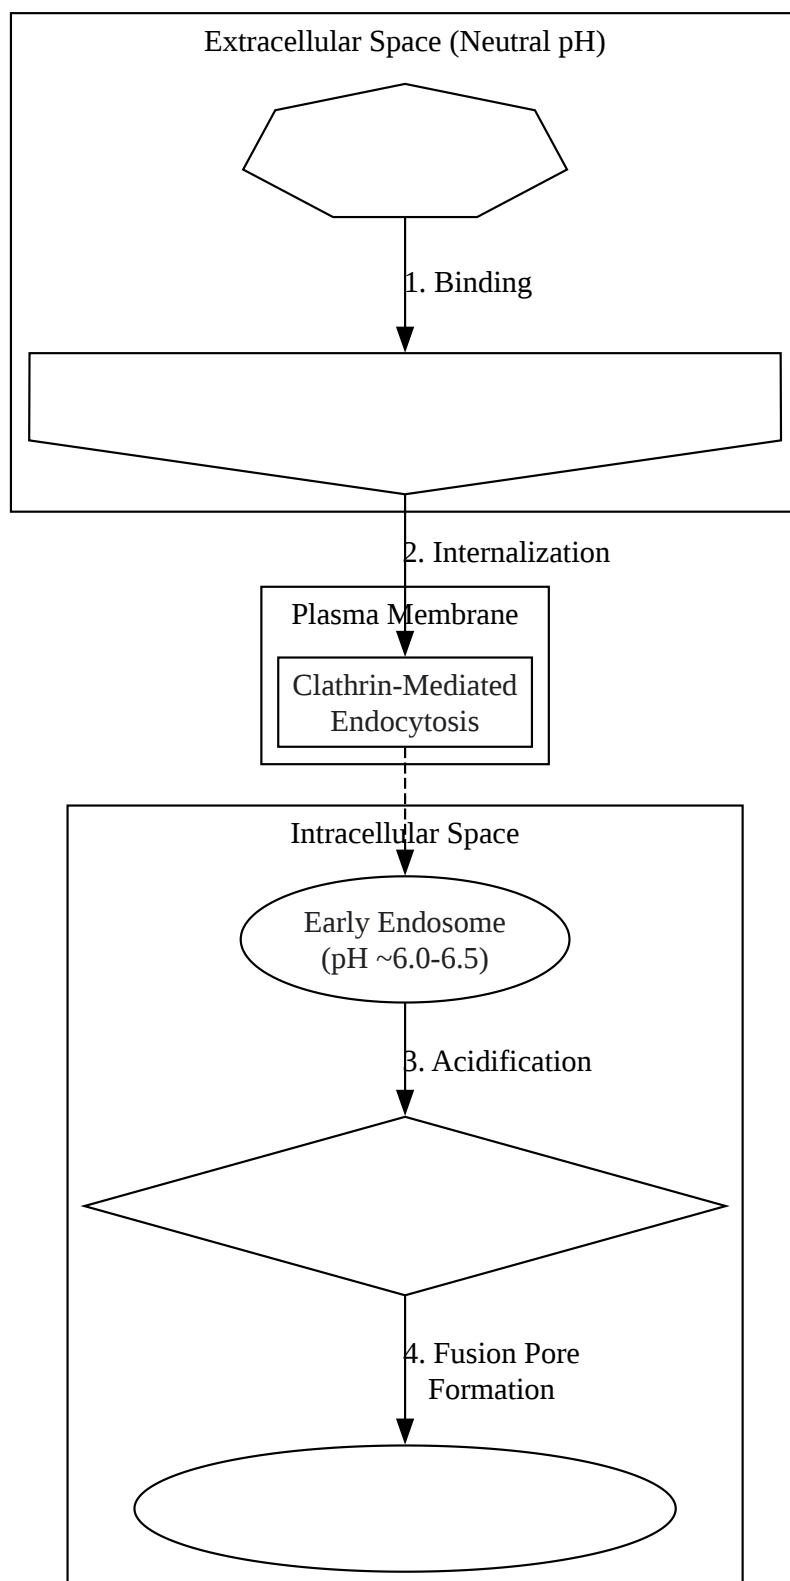 Extracellular Space (Neutral pH)
1. Binding
2. Internalization
Plasma Membrane
Clathrin-Mediated
Endocytosis
Intracellular Space
Early Endosome
(pH ~6.0-6.5)
3. Acidification
4. Fusion Pore
Formation